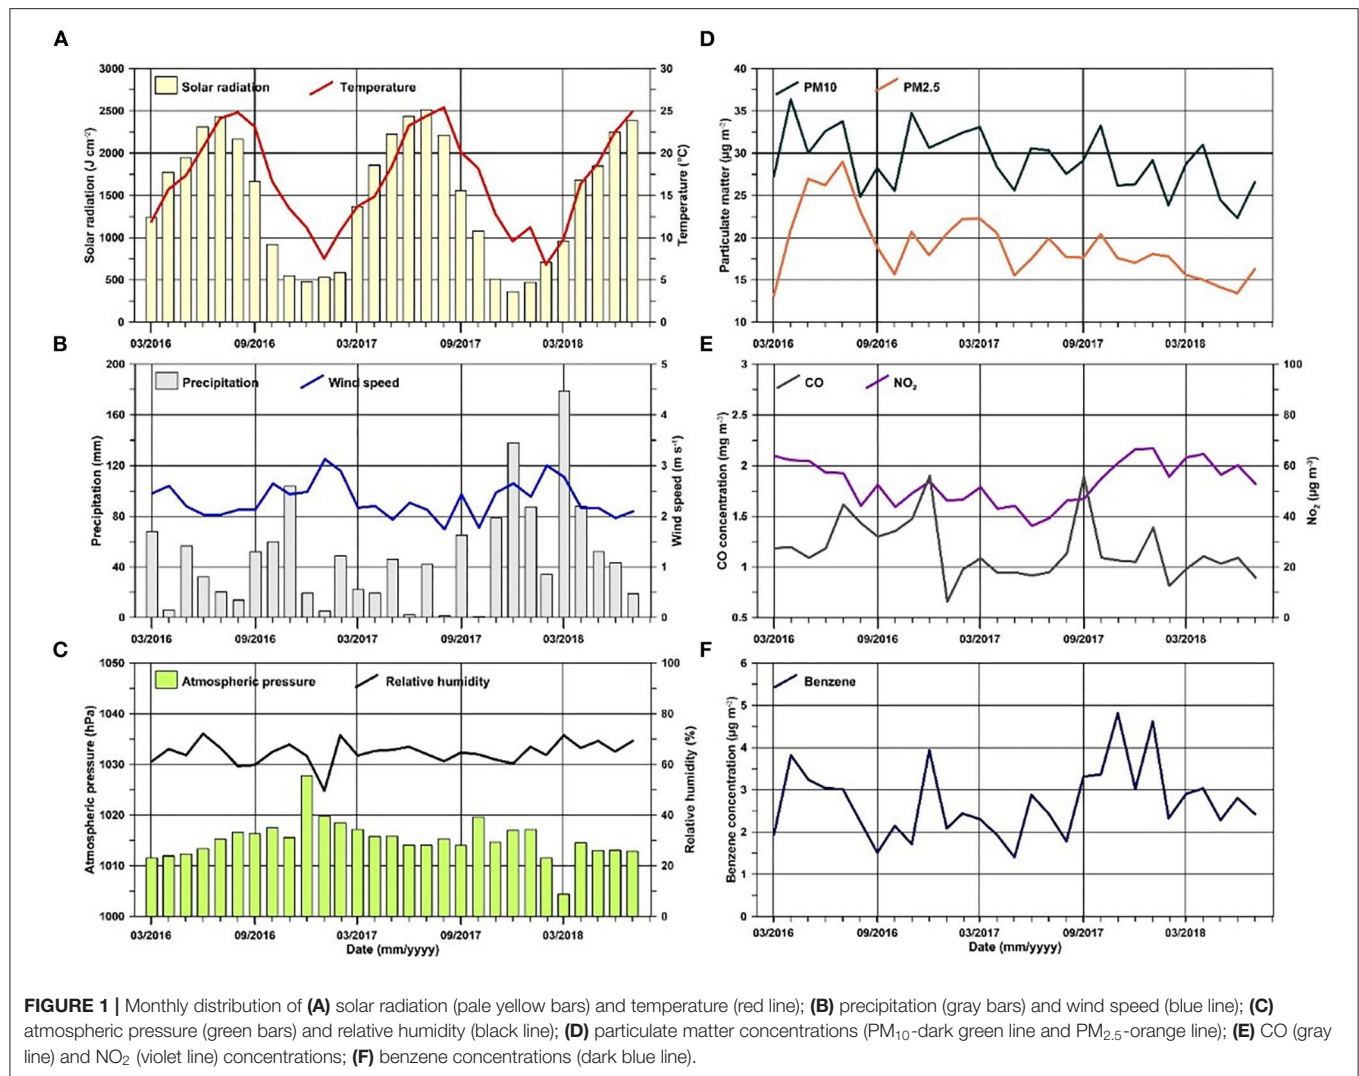 A
3000
2500
2000
1500
1000
500
0
Solar radiation (J cm⁻²)
Solar radiation
Temperature
30
25
20
15
10
5
0
Temperature (°C)
03/2016 09/2016 03/2017 09/2017 03/2018
B
200
160
120
80
40
0
Precipitation (mm)
Precipitation
Wind speed
5
4
3
2
1
0
Wind speed (m s⁻¹)
03/2016 09/2016 03/2017 09/2017 03/2018
C
1050
1040
1030
1020
1010
1000
Atmospheric pressure (hPa)
Atmospheric pressure
Relative humidity
100
80
60
40
20
0
Relative humidity (%)
03/2016 09/2016 03/2017 09/2017 03/2018
Date (mm/yyyy)
D
40
35
30
25
20
15
10
Particulate matter (µg m⁻³)
PM10
PM2.5
03/2016 09/2016 03/2017 09/2017 03/2018
E
3
2.5
2
1.5
1
0.5
CO concentration (mg m⁻³)
CO
NO₂
100
80
60
40
20
0
No₂ (µg m⁻³)
03/2016 09/2016 03/2017 09/2017 03/2018
F
6
5
4
3
2
1
0
Benzene concentration (µg m⁻³)
Benzene
03/2016 09/2016 03/2017 09/2017 03/2018
Date (mm/yyyy)
FIGURE 1 | Monthly distribution of (A) solar radiation (pale yellow bars) and temperature (red line); (B) precipitation (gray bars) and wind speed (blue line); (C)
atmospheric pressure (green bars) and relative humidity (black line); (D) particulate matter concentrations (PM₁₀-dark green line and PM₂.₅-orange line); (E) CO (gray
line) and NO₂ (violet line) concentrations; (F) benzene concentrations (dark blue line).